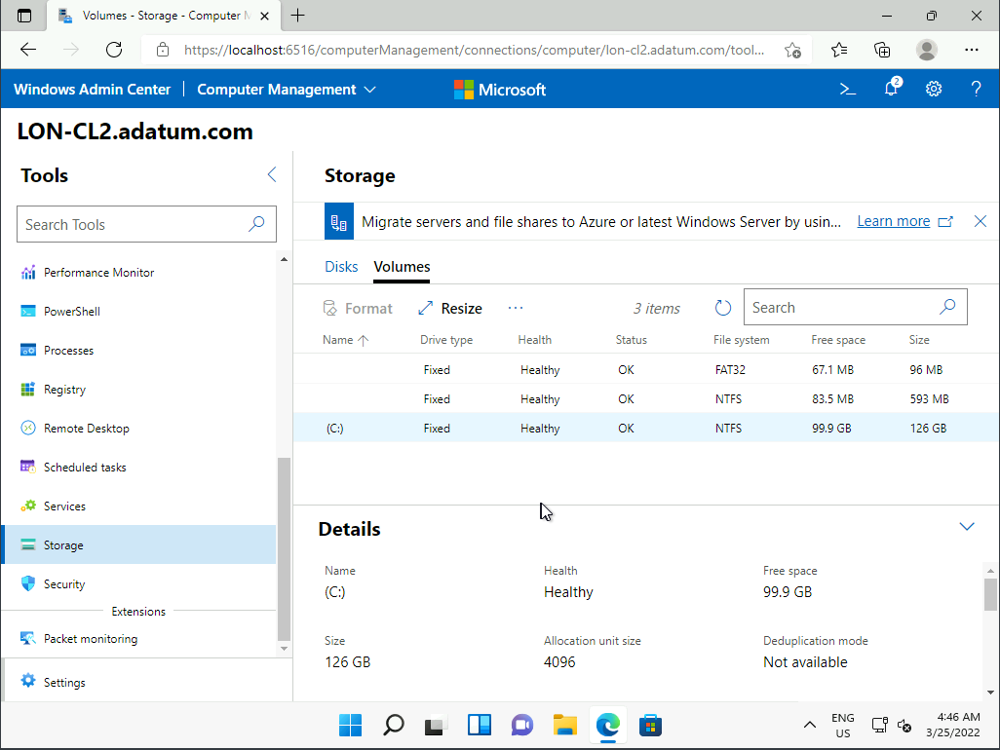 Volumes - Storage - Computer M
https://localhost:6516/computerManagement/connections/computer/lon-cl2.adatum.com/tool...
Windows Admin Center
Computer Management
Microsoft
2
?
LON-CL2.adatum.com
Tools
Search Tools
Performance Monitor
PowerShell
Processes
Registry
Remote Desktop
Scheduled tasks
Services
Storage
Security
Extensions
Packet monitoring
Settings
Storage
Migrate servers and file shares to Azure or latest Windows Server by usin... Learn more
Disks Volumes
Format Resize ... 3 items Search
Name Drive type Health Status File system Free space Size
Fixed Healthy OK FAT32 67.1 MB 96 MB
Fixed Healthy OK NTFS 83.5 MB 593 MB
(C:) Fixed Healthy OK NTFS 99.9 GB 126 GB
Details
Name Health Free space
(C:) Healthy 99.9 GB
Size Allocation unit size Deduplication mode
126 GB 4096 Not available
ENG
US
4:46 AM
3/25/2022